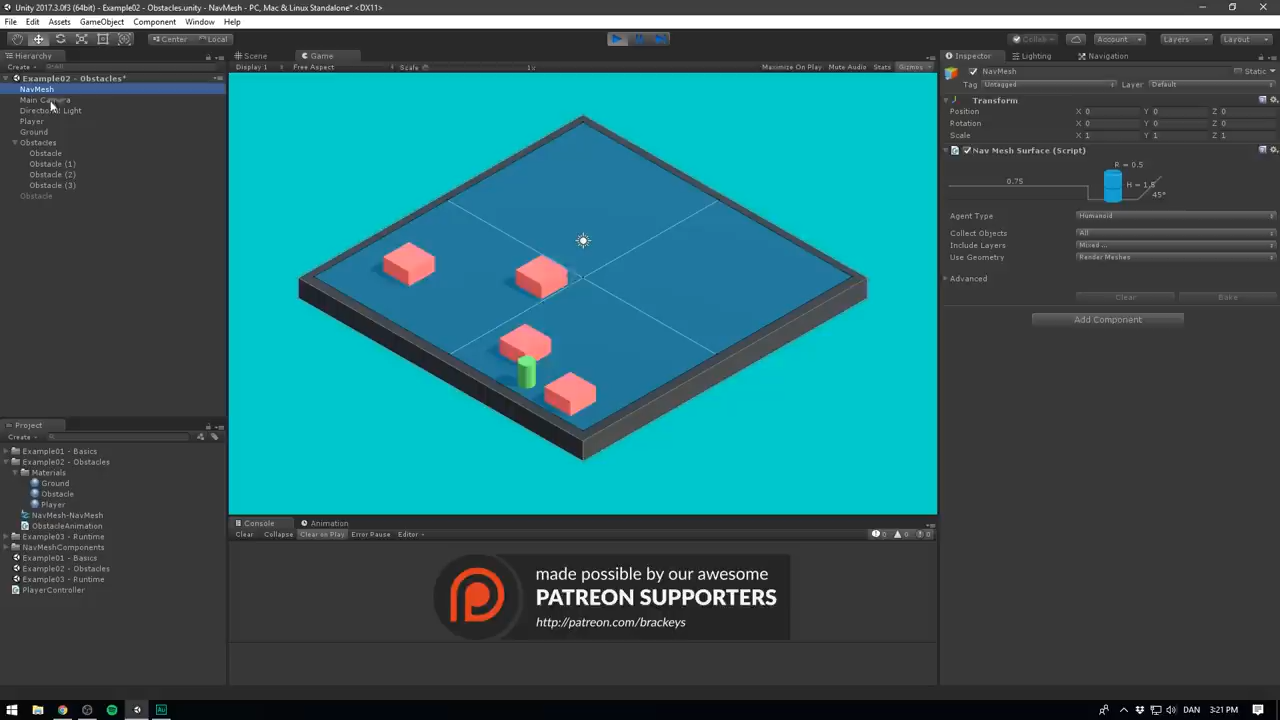 Unity 2017.3.0f3 (64bit) - Example02 - Obstacles.unity - NavMesh - PC, Mac & Linux Standalone* <DX11>
File Edit Assets GameObject Component Window Help
Center Local Collab Account Layers Layout
Hierarchy Scene Game Inspector Lighting Navigation
Create All Display 1 Free Aspect Scale 1x Maximize On Play Mute Audio Stats Gizmos
Example02 - Obstacles*
NavMesh
Main Camera
Directional Light
Player
Ground
Obstacles
Obstacle
Obstacle (1)
Obstacle (2)
Obstacle (3)
Obstacle
NavMesh Static
Tag Untagged Layer Default
Transform
Position X 0 Y 0 Z 0
Rotation X 0 Y 0 Z 0
Scale X 1 Y 1 Z 1
Nav Mesh Surface (Script)
R = 0.5
0.75
H = 1.5
45°
Agent Type Humanoid
Collect Objects All
Include Layers Mixed ...
Use Geometry Render Meshes
Advanced
Clear Bake
Add Component
Project
Create
Example01 - Basics
Example02 - Obstacles
Materials
Ground
Obstacle
Player
NavMesh-NavMesh
ObstacleAnimation
Example03 - Runtime
NavMeshComponents
Example01 - Basics
Example02 - Obstacles
Example03 - Runtime
PlayerController
Console Animation
Clear Collapse Clear on Play Error Pause Editor 0 0 0
made possible by our awesome
PATREON SUPPORTERS
http://patreon.com/brackeys
Au DAN 3:21 PM